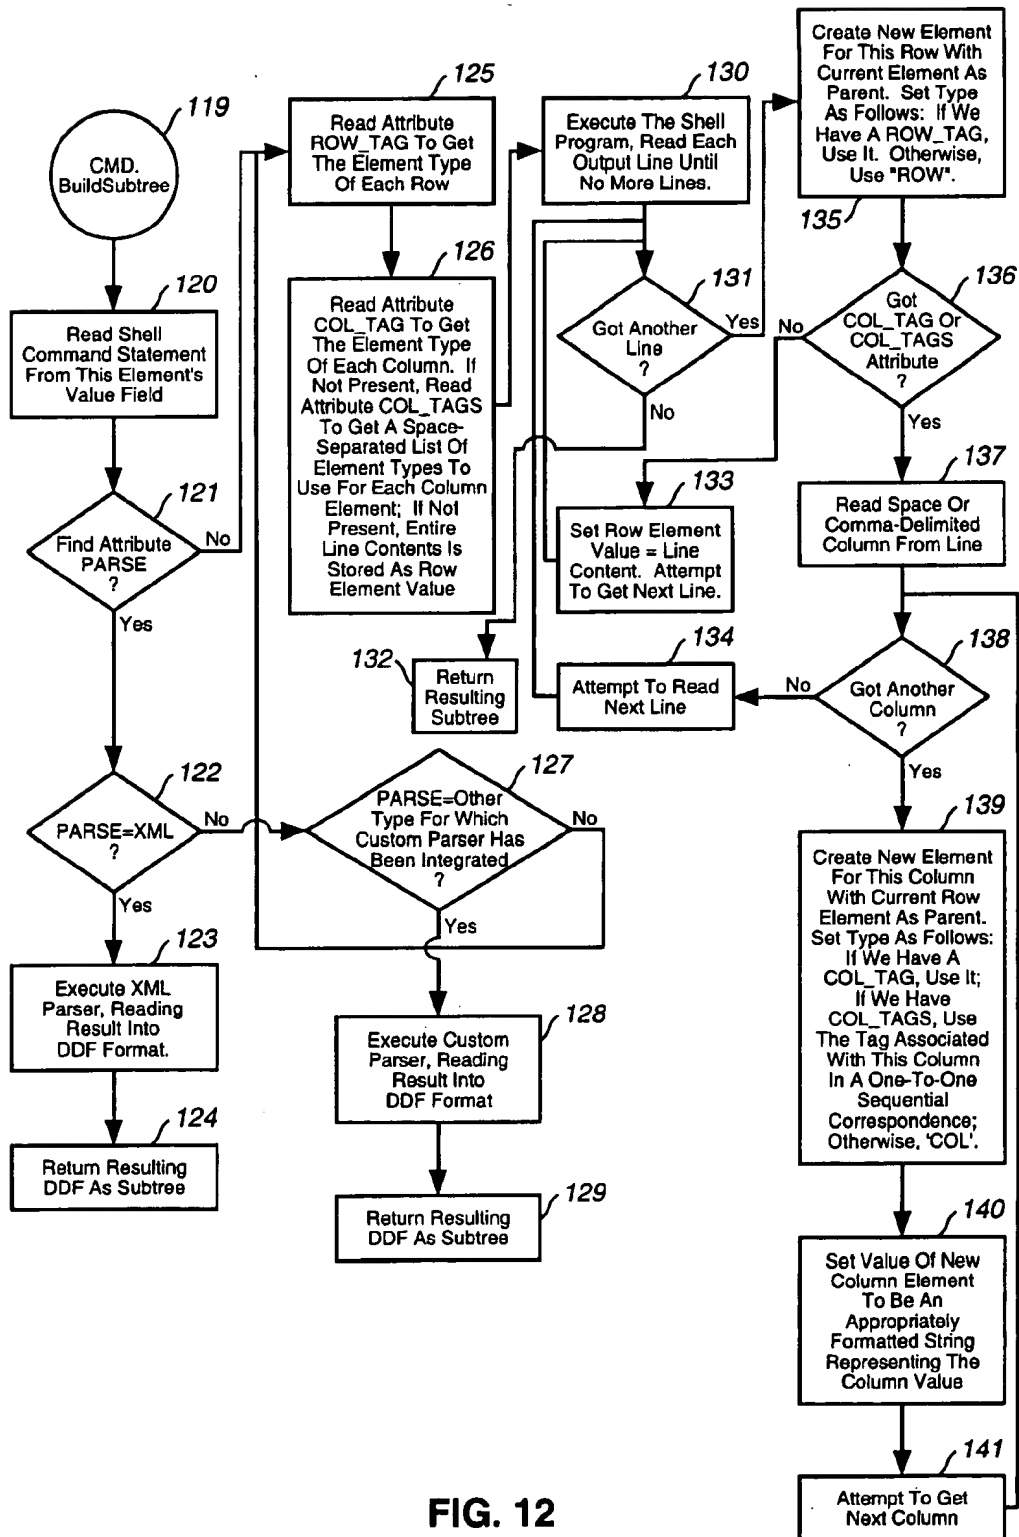 119
CMD.
BuildSubtree
120
Read Shell
Command Statement
From This Element's
Value Field
121
Find Attribute
PARSE
?
No
Yes
122
PARSE=XML
?
No
Yes
123
Execute XML
Parser, Reading
Result Into
DDF Format.
124
Return Resulting
DDF As Subtree
125
Read Attribute
ROW_TAG To Get
The Element Type
Of Each Row
126
Read Attribute
COL_TAG To Get
The Element Type
Of Each Column. If
Not Present, Read
Attribute COL_TAGS
To Get A Space-
Separated List Of
Element Types To
Use For Each Column
Element; If Not
Present, Entire
Line Contents Is
Stored As Row
Element Value
127
PARSE=Other
Type For Which
Custom Parser Has
Been Integrated
?
No
Yes
128
Execute Custom
Parser, Reading
Result Into
DDF Format
129
Return Resulting
DDF As Subtree
130
Execute The Shell
Program, Read Each
Output Line Until
No More Lines.
131
Got Another
Line
?
Yes
No
132
Return
Resulting
Subtree
133
Set Row Element
Value = Line
Content. Attempt
To Get Next Line.
134
Attempt To Read
Next Line
Create New Element
For This Row With
Current Element As
Parent. Set Type
As Follows: If We
Have A ROW_TAG,
Use It. Otherwise,
Use "ROW".
135
136
Got
COL_TAG Or
COL_TAGS
Attribute
?
No
Yes
137
Read Space Or
Comma-Delimited
Column From Line
138
Got Another
Column
?
No
Yes
139
Create New Element
For This Column
With Current Row
Element As Parent.
Set Type As Follows:
If We Have A
COL_TAG, Use It;
If We Have
COL_TAGS, Use
The Tag Associated
With This Column
In A One-To-One
Sequential
Correspondence;
Otherwise, 'COL'.
140
Set Value Of New
Column Element
To Be An
Appropriately
Formatted String
Representing The
Column Value
141
Attempt To Get
Next Column
FIG. 12